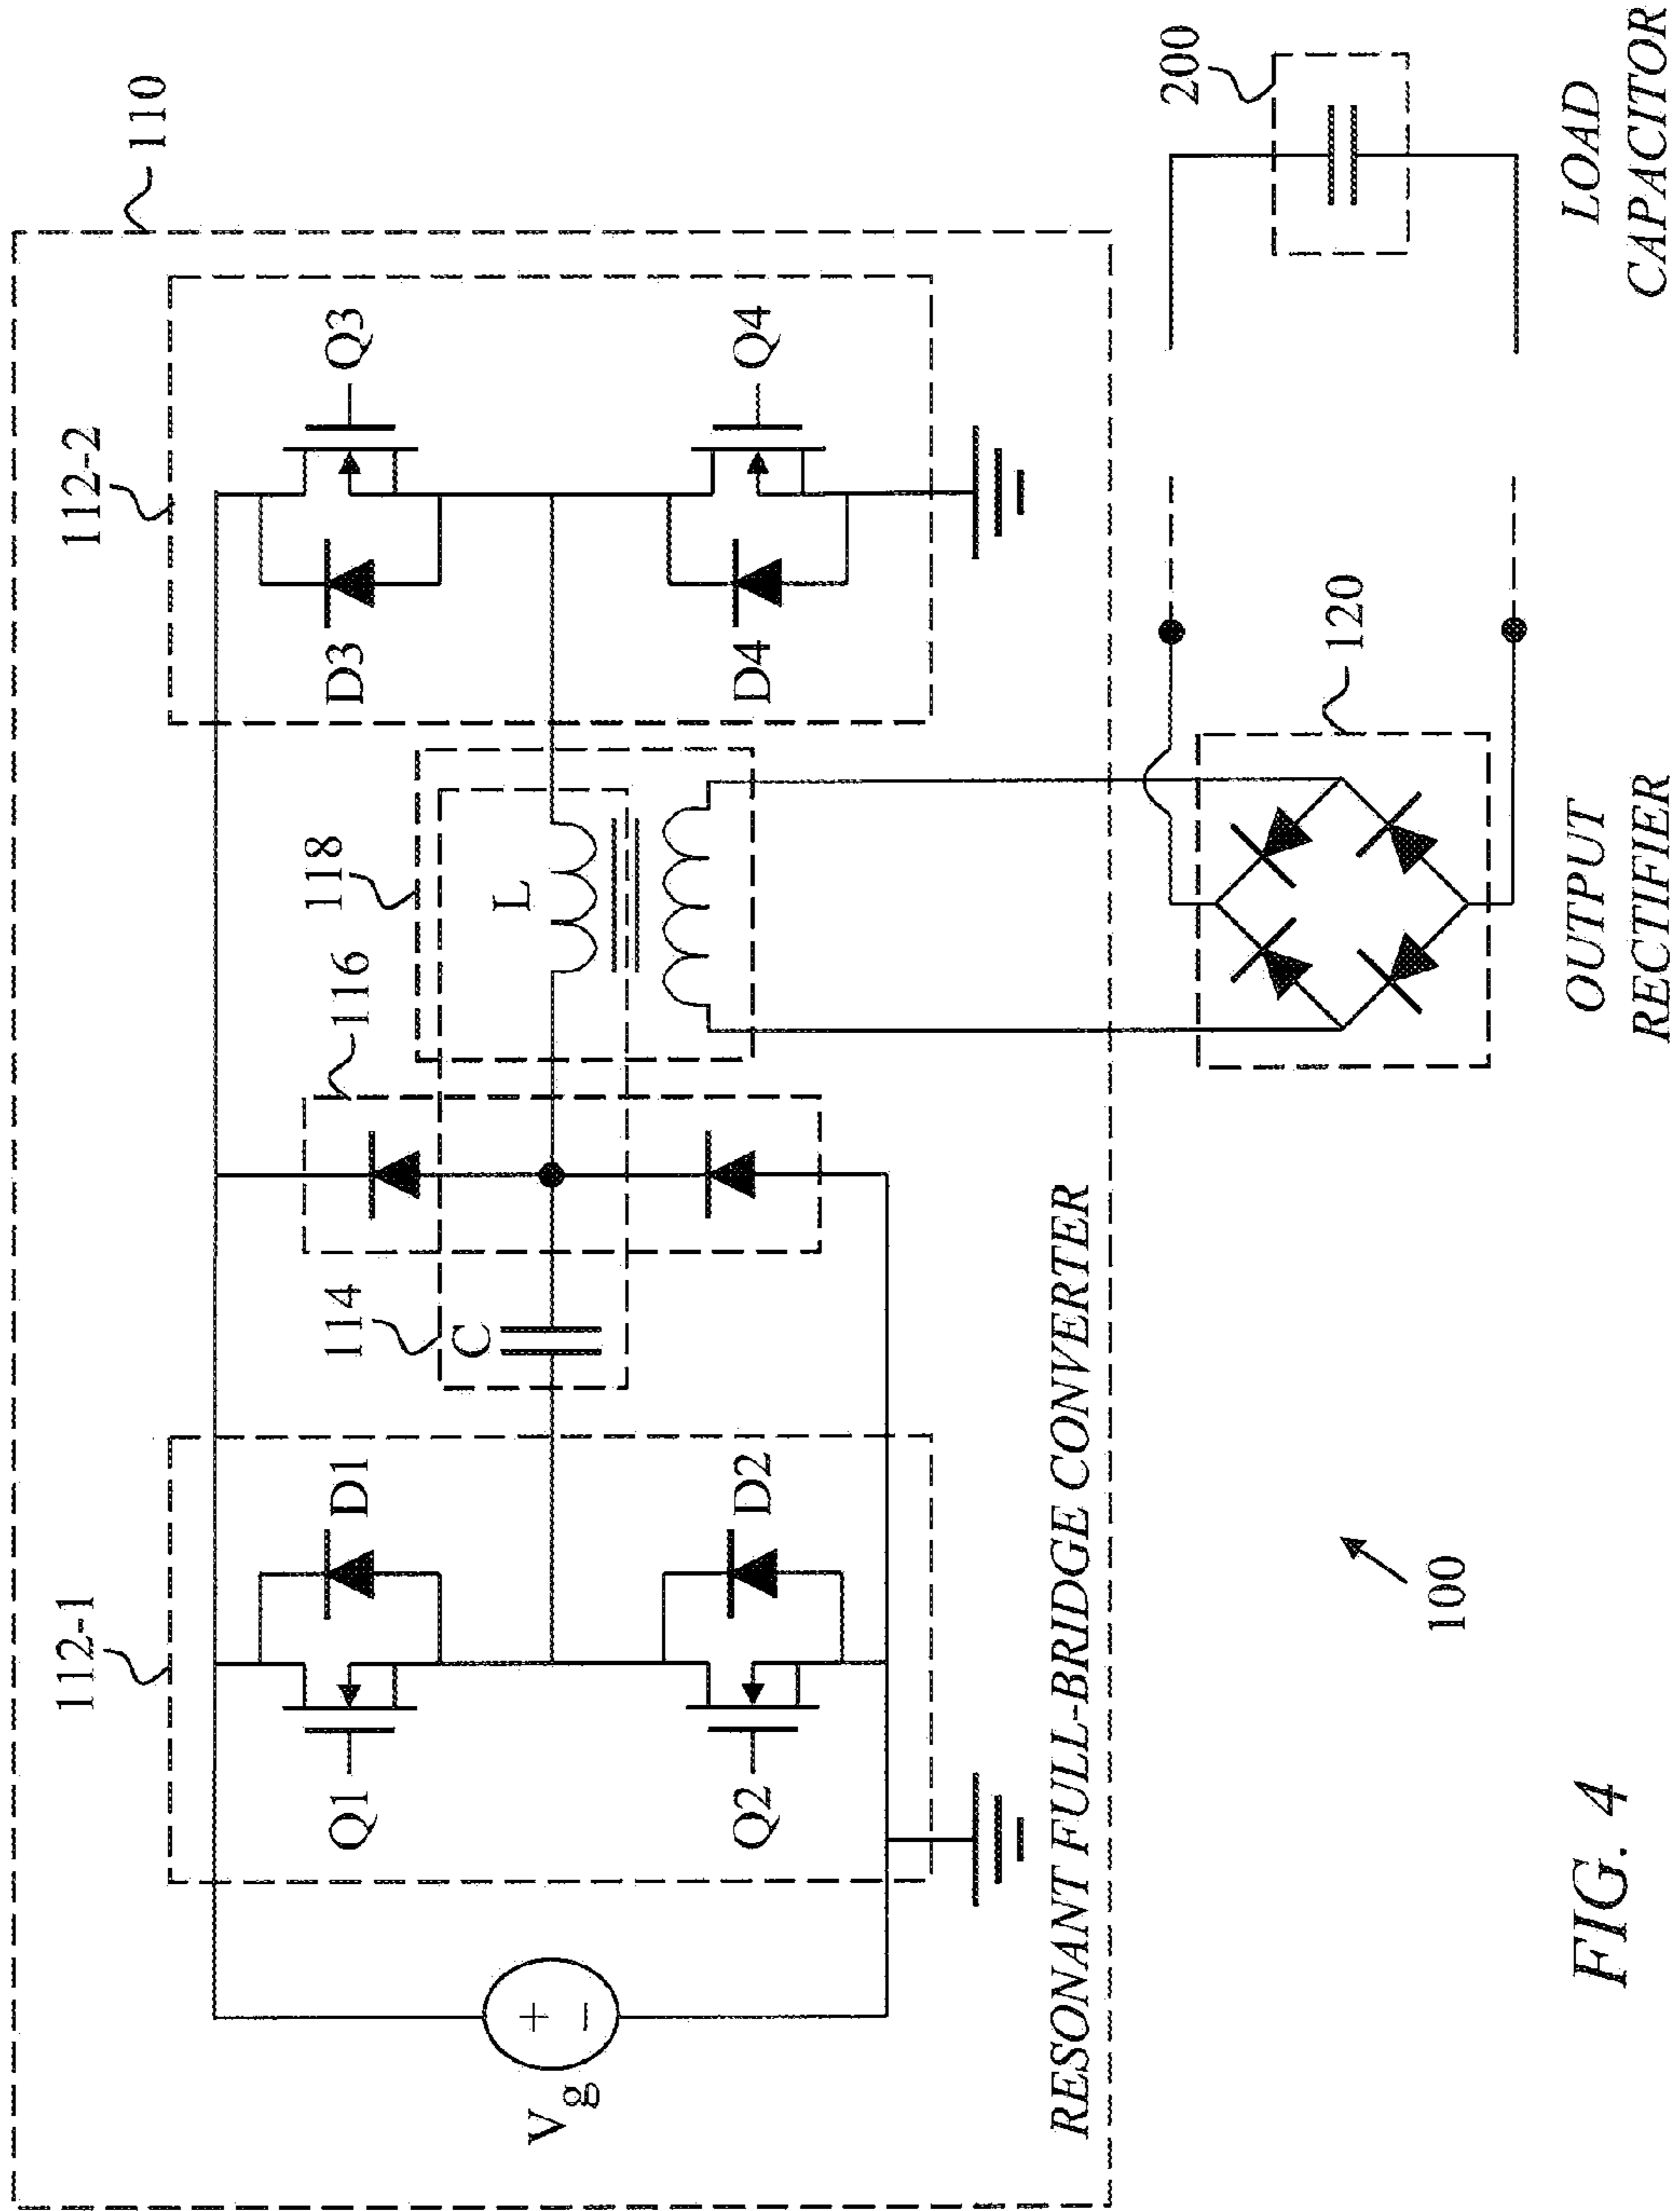 110
112-1
112-2
Q1
D1
Q2
D2
114
C
116
118
L
D3
Q3
D4
Q4
Vg
+
−
RESONANT FULL-BRIDGE CONVERTER
120
200
100
OUTPUT
RECTIFIER
LOAD
CAPACITOR
FIG. 4